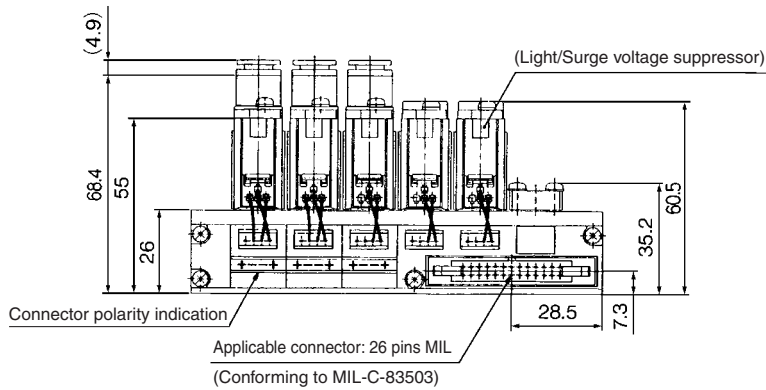 (4.9)
(Light/Surge voltage suppressor)
68.4
55
26
60.5
35.2
7.3
28.5
Connector polarity indication
Applicable connector: 26 pins MIL
(Conforming to MIL-C-83503)